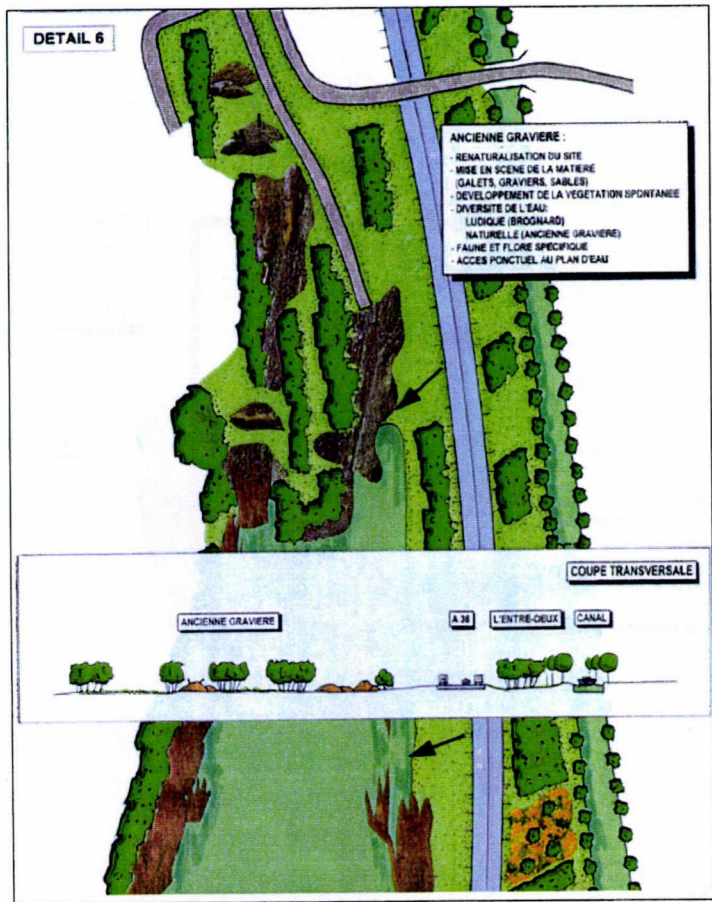 DETAIL 6
ANCIENNE GRAVIERE :
- RENATURALISATION DU SITE
- MISE EN SCENE DE LA MATIERE
(GALETS, GRAVIERS, SABLES)
- DEVELOPPEMENT DE LA VEGETATION SPONTANEE
- DIVERSITE DE L'EAU:
LUDIQUE (BROGNARD)
NATURELLE (ANCIENNE GRAVIERE)
- FAUNE ET FLORE SPECIFIQUE
- ACCES PONCTUEL AU PLAN D'EAU
COUPE TRANSVERSALE
ANCIENNE GRAVIERE
A 36
L'ENTRE-DEUX
CANAL